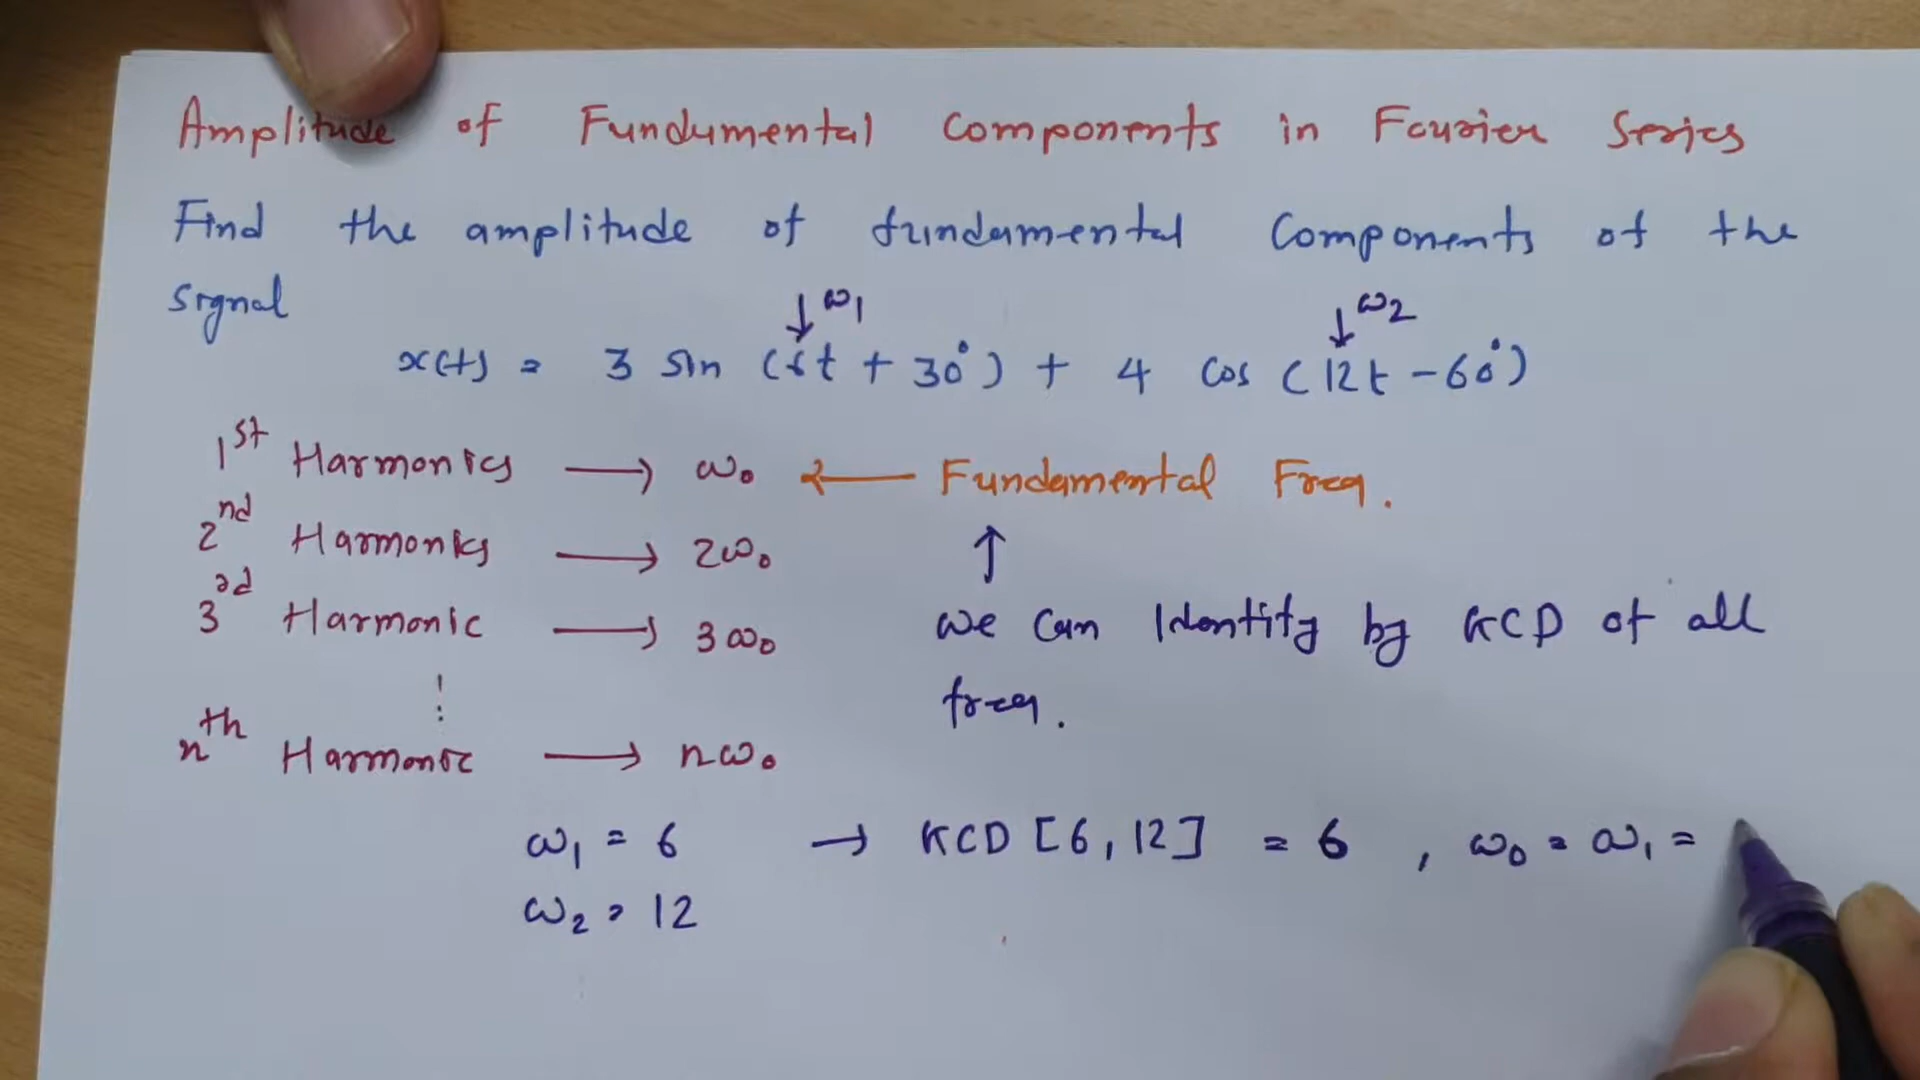 Amplitude of Fundumental Components in Fourier Series
Find the amplitude of fundamental Components of the
Signal
↓ω1 ↓ω2
x(t) = 3 sin (6t + 30°) + 4 cos (12t - 60°)
1st Harmonics → ω0 ← Fundamental Freq.
2nd Harmonics → 2ω0 ↑
3rd Harmonic → 3ω0 we can Identify by GCD of all
freq.
nth Harmonic → nω0
ω1 = 6 → GCD [6, 12] = 6 , ω0 = ω1 =
ω2 = 12